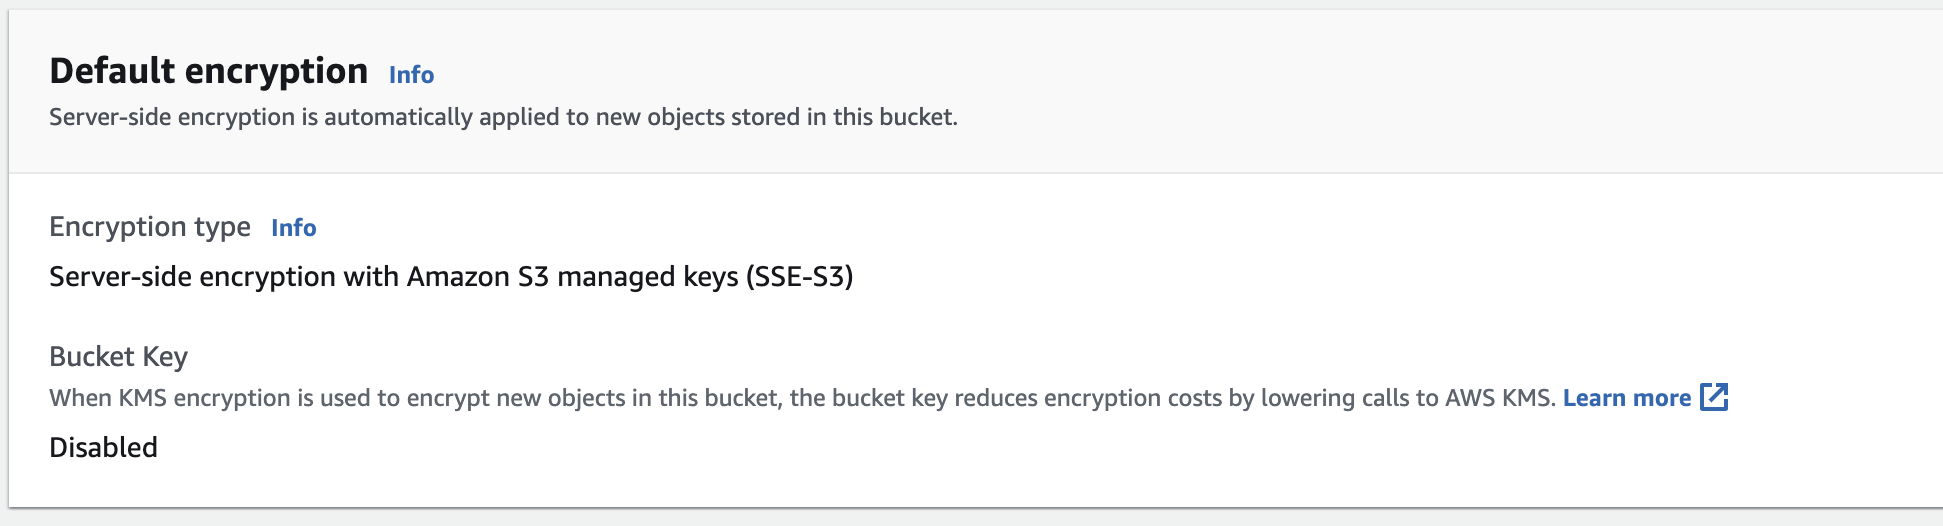 Default encryption Info
Server-side encryption is automatically applied to new objects stored in this bucket.
Encryption type Info
Server-side encryption with Amazon S3 managed keys (SSE-S3)
Bucket Key
When KMS encryption is used to encrypt new objects in this bucket, the bucket key reduces encryption costs by lowering calls to AWS KMS. Learn more
Disabled